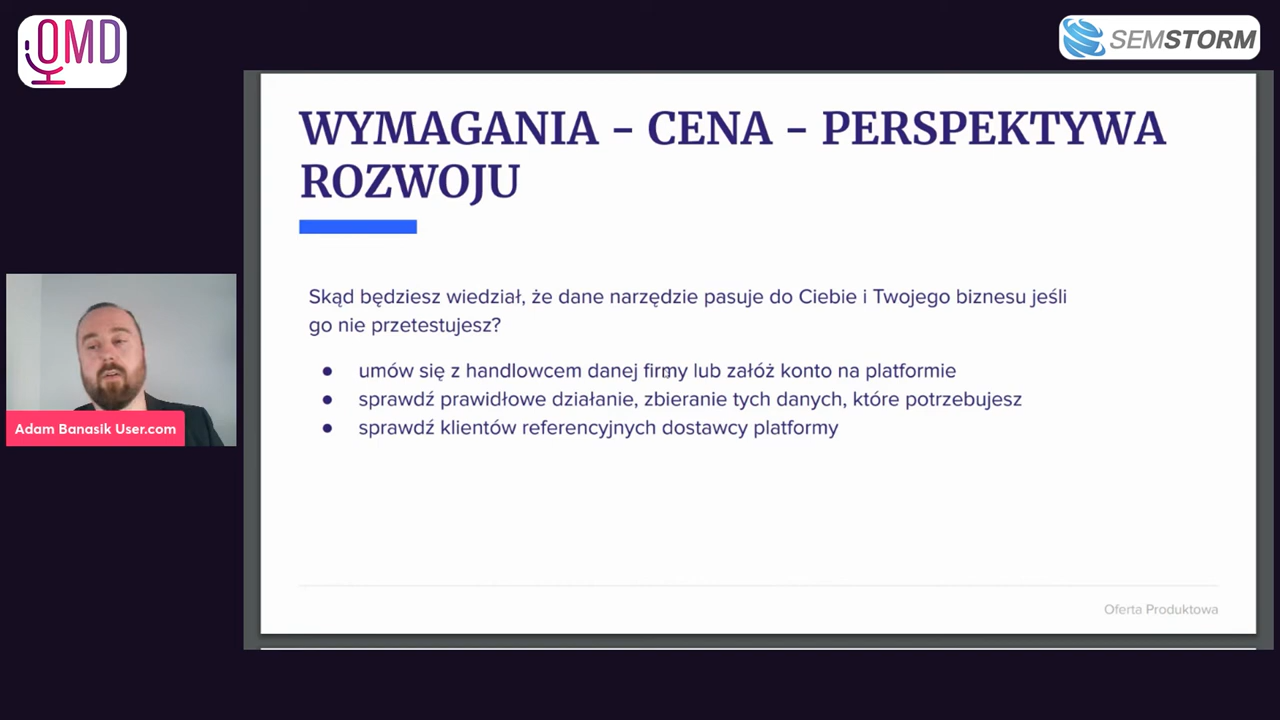 OMD
SEMSTORM
WYMAGANIA - CENA - PERSPEKTYWA
ROZWOJU
Skąd będziesz wiedział, że dane narzędzie pasuje do Ciebie i Twojego biznesu jeśli
go nie przetestujesz?
● umów się z handlowcem danej firmy lub załóż konto na platformie
● sprawdź prawidłowe działanie, zbieranie tych danych, które potrzebujesz
● sprawdź klientów referencyjnych dostawcy platformy
Adam Banasik User.com
Oferta Produktowa